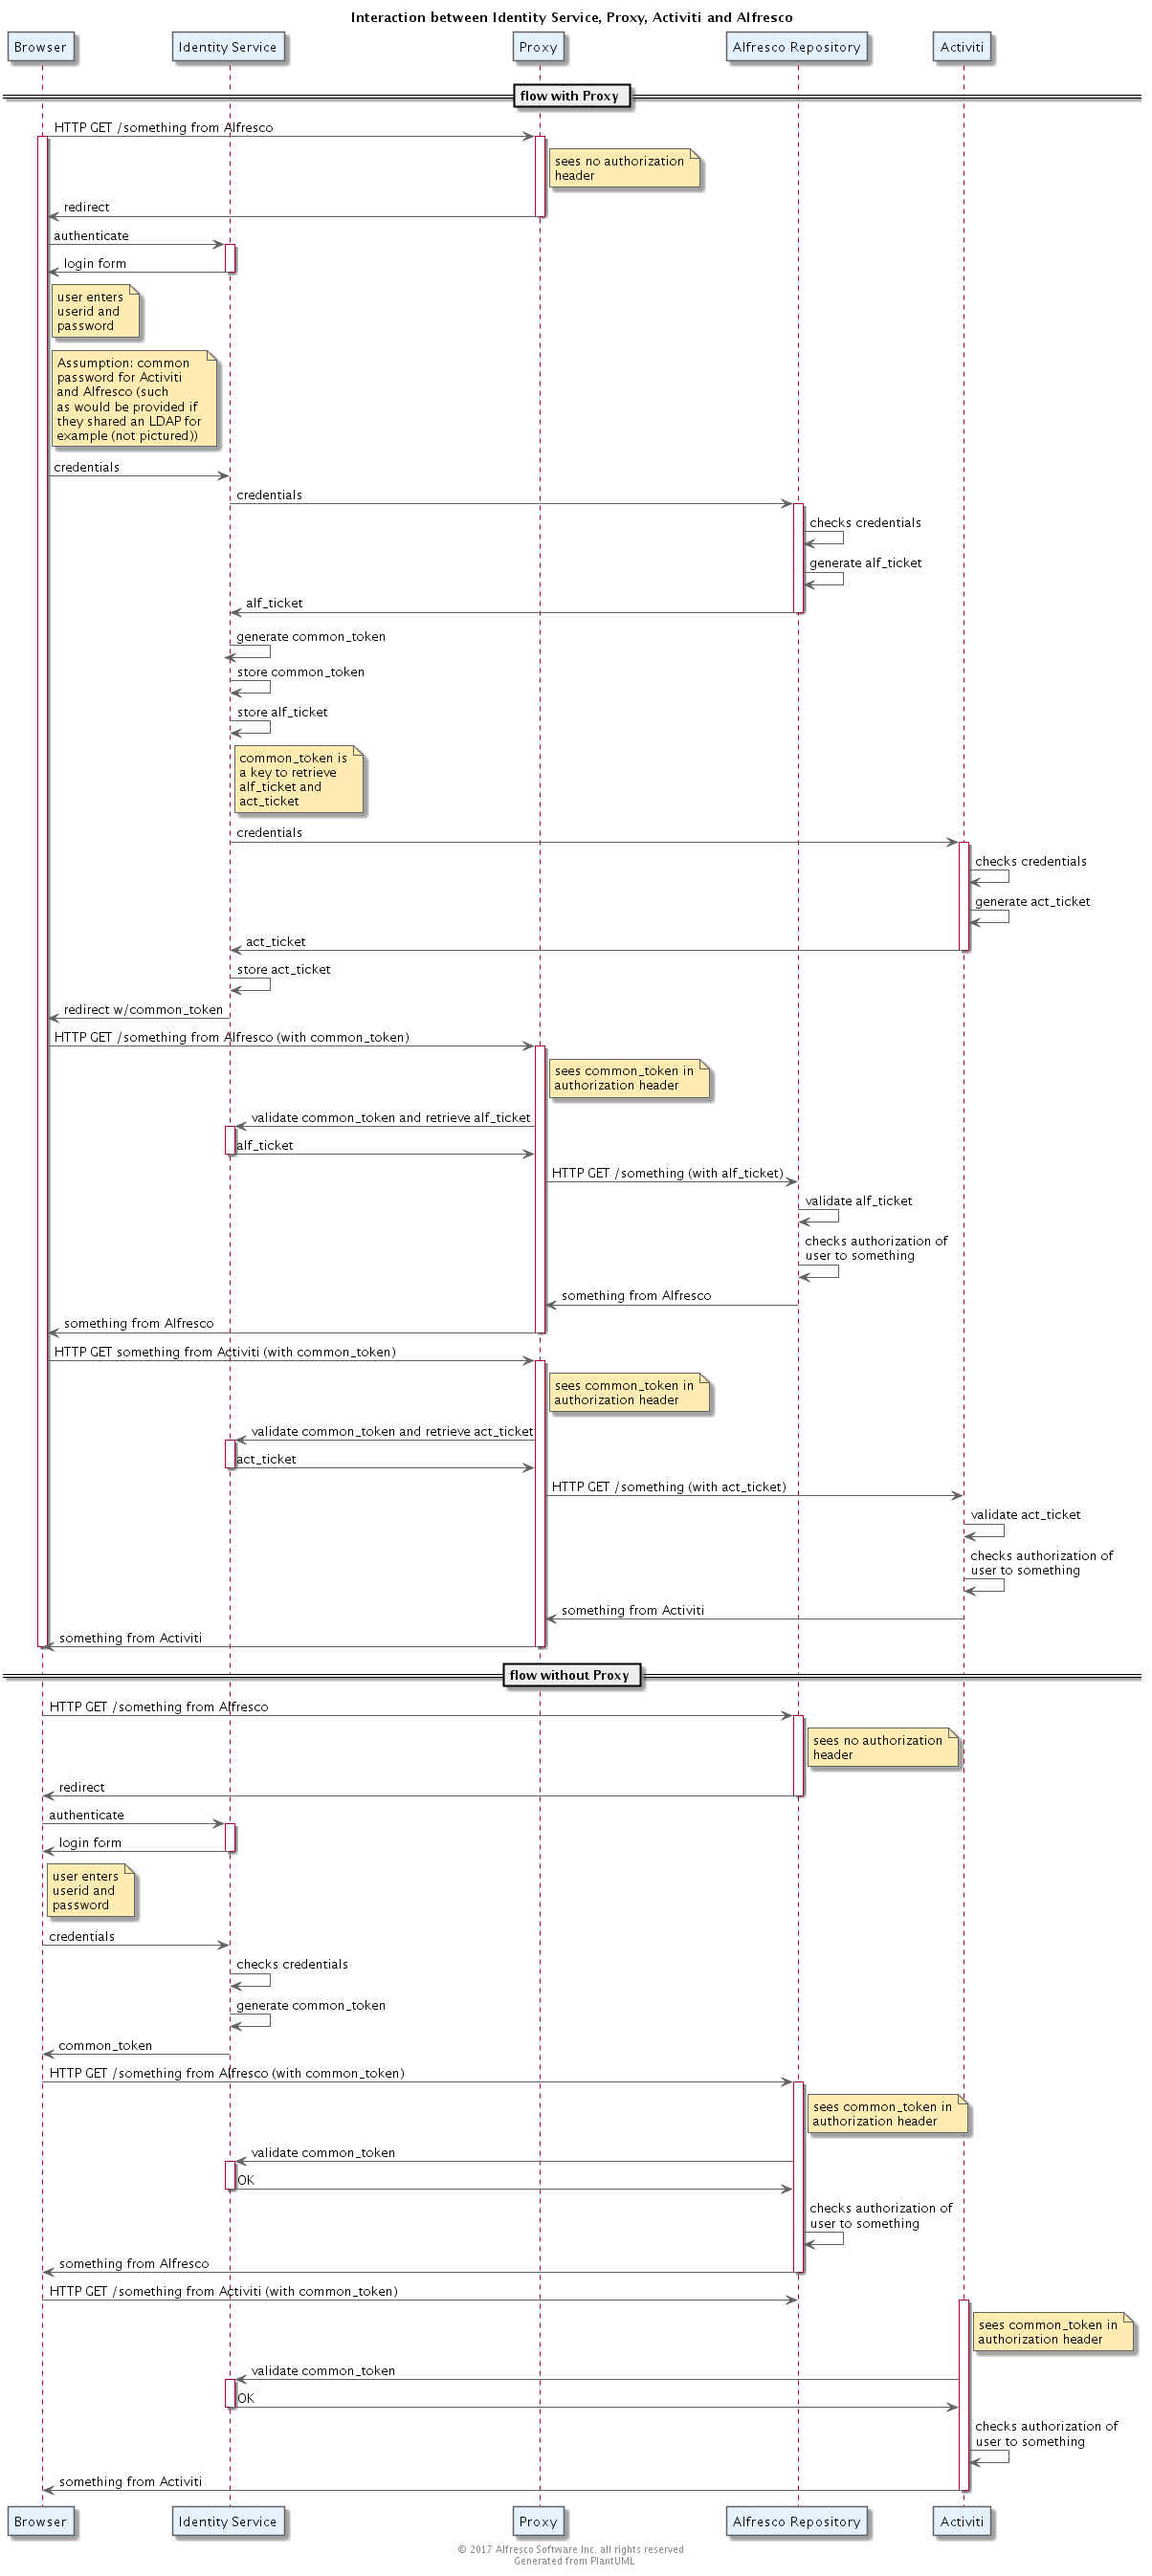 Interaction between Identity Service, Proxy, Activiti and Alfresco
Browser
Identity Service
Proxy
Alfresco Repository
Activiti
flow with Proxy
HTTP GET /something from Alfresco
sees no authorization
header
redirect
authenticate
login form
user enters
userid and
password
Assumption: common
password for Activiti
and Alfresco (such
as would be provided if
they shared an LDAP for
example (not pictured))
credentials
credentials
checks credentials
generate alf_ticket
alf_ticket
generate common_token
store common_token
store alf_ticket
common_token is
a key to retrieve
alf_ticket and
act_ticket
credentials
checks credentials
generate act_ticket
act_ticket
store act_ticket
redirect w/common_token
HTTP GET /something from Alfresco (with common_token)
sees common_token in
authorization header
validate common_token and retrieve alf_ticket
alf_ticket
HTTP GET /something (with alf_ticket)
validate alf_ticket
checks authorization of
user to something
something from Alfresco
something from Alfresco
HTTP GET something from Activiti (with common_token)
sees common_token in
authorization header
validate common_token and retrieve act_ticket
act_ticket
HTTP GET /something (with act_ticket)
validate act_ticket
checks authorization of
user to something
something from Activiti
something from Activiti
flow without Proxy
HTTP GET /something from Alfresco
sees no authorization
header
redirect
authenticate
login form
user enters
userid and
password
credentials
checks credentials
generate common_token
common_token
HTTP GET /something from Alfresco (with common_token)
sees common_token in
authorization header
validate common_token
OK
checks authorization of
user to something
something from Alfresco
HTTP GET /something from Activiti (with common_token)
sees common_token in
authorization header
validate common_token
OK
checks authorization of
user to something
something from Activiti
Browser
Identity Service
Proxy
Alfresco Repository
Activiti
© 2017 Alfresco Software Inc. all rights reserved
Generated from PlantUML